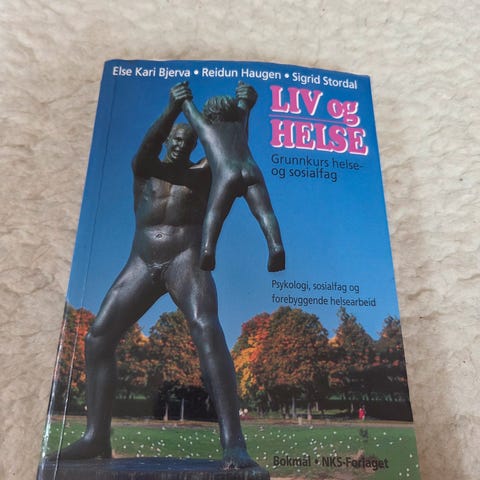 Else Kari Bjerva • Reidun Haugen • Sigrid Stordal
LIV og
HELSE
Grunnkurs helse-
og sosialfag
Psykologi, sosialfag og
forebyggende helsearbeid
Bokmål • NKS-Forlaget